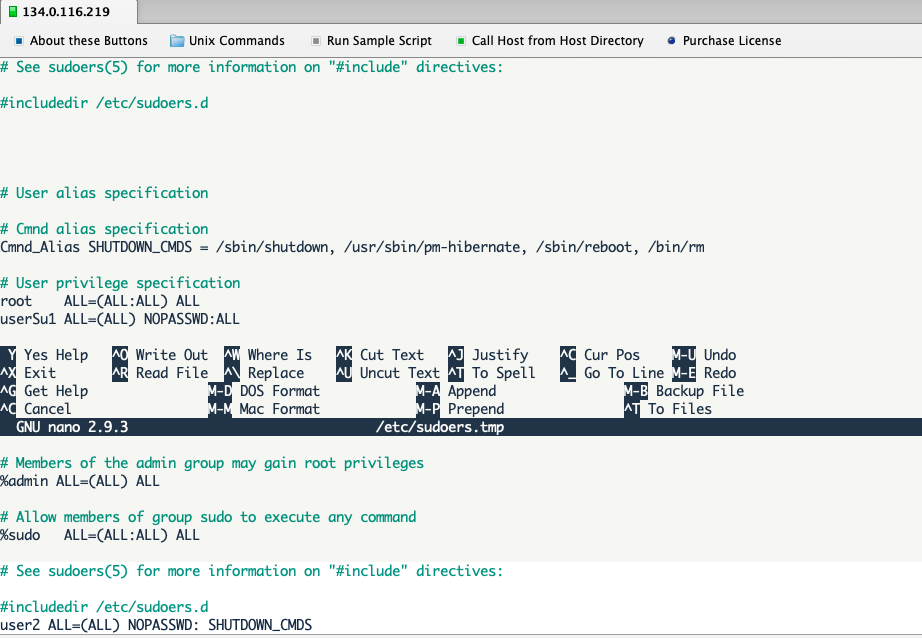 134.0.116.219
About these Buttons Unix Commands Run Sample Script Call Host from Host Directory Purchase License
# See sudoers(5) for more information on "#include" directives:
#includedir /etc/sudoers.d
# User alias specification
# Cmnd alias specification
Cmnd_Alias SHUTDOWN_CMDS = /sbin/shutdown, /usr/sbin/pm-hibernate, /sbin/reboot, /bin/rm
# User privilege specification
root ALL=(ALL:ALL) ALL
userSu1 ALL=(ALL) NOPASSWD:ALL
Y Yes Help ^O Write Out ^W Where Is ^K Cut Text ^J Justify ^C Cur Pos M-U Undo
^X Exit ^R Read File ^\ Replace ^U Uncut Text ^T To Spell ^_ Go To Line M-E Redo
^G Get Help M-D DOS Format M-A Append M-B Backup File
^C Cancel M-M Mac Format M-P Prepend ^T To Files
GNU nano 2.9.3 /etc/sudoers.tmp
# Members of the admin group may gain root privileges
%admin ALL=(ALL) ALL
# Allow members of group sudo to execute any command
%sudo ALL=(ALL:ALL) ALL
# See sudoers(5) for more information on "#include" directives:
#includedir /etc/sudoers.d
user2 ALL=(ALL) NOPASSWD: SHUTDOWN_CMDS